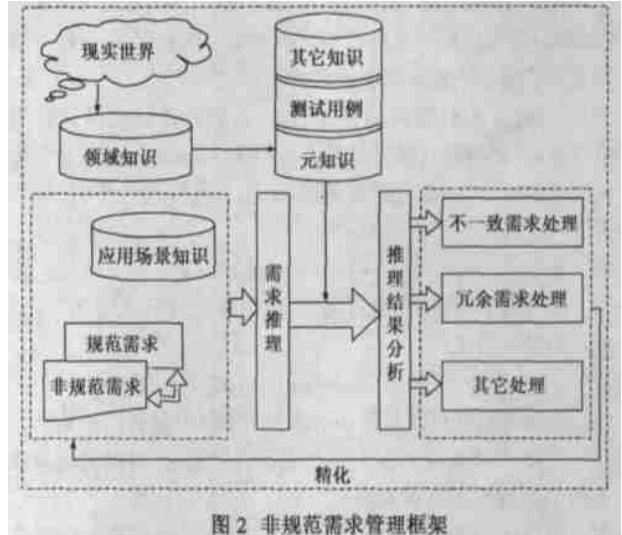 现实世界
其它知识
测试用例
元知识
领域知识
应用场景知识
规范需求
非规范需求
需求推理
推理结果分析
不一致需求处理
冗余需求处理
其它处理
精化
图 2 非规范需求管理框架